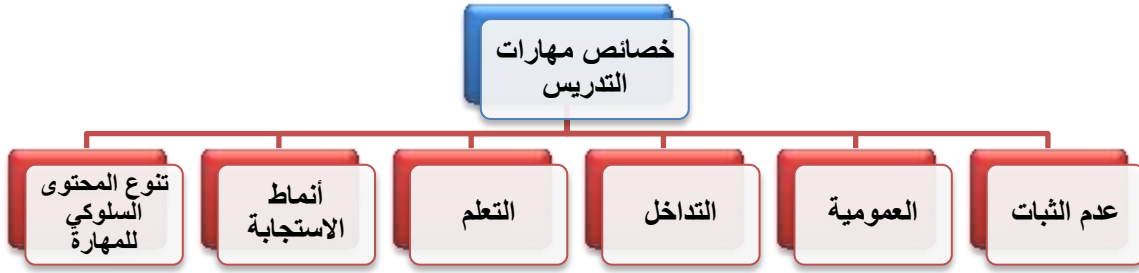 خصائص مهارات
التدريس
عدم الثبات
العمومية
التداخل
التعلم
أنماط
الاستجابة
تنوع المحتوى
السلوكي
للمهارة